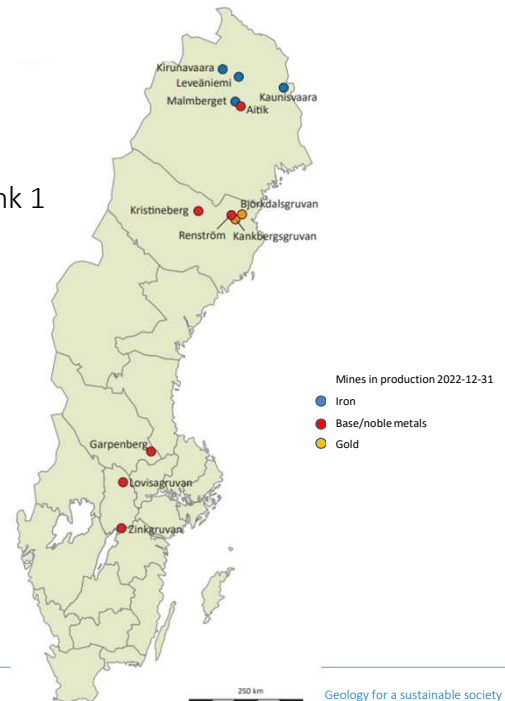 Kirunavaara
Leveäniemi
Malmberget
Kaunisvaara
Aitik
nk 1
Kristineberg
Björkdalsgruvan
Renström
Kankbergsgruvan
Mines in production 2022-12-31
Iron
Base/noble metals
Gold
Garpenberg
Lovisagruvan
Zinkgruvan
250 km
Geology for a sustainable society